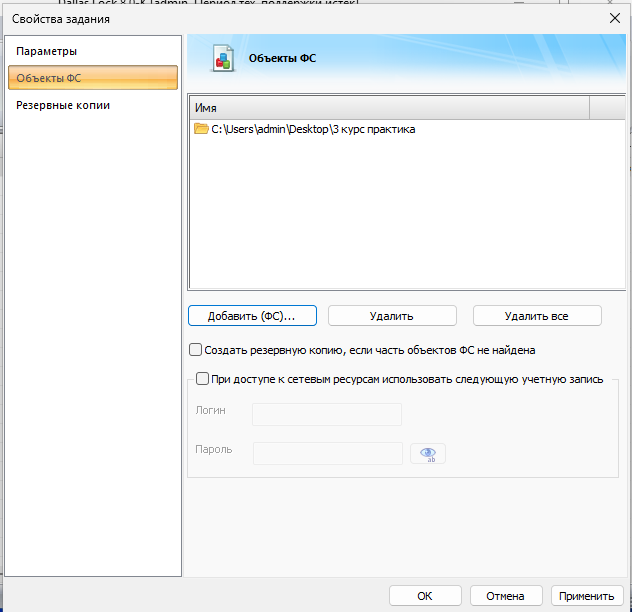 Dallas Lock 8.0-K [admin. Период тех. поддержки истек]
Свойства задания
Параметры
Объекты ФС
Резервные копии
Объекты ФС
Имя
C:\Users\admin\Desktop\3 курс практика
Добавить (ФС)...
Удалить
Удалить все
Создать резервную копию, если часть объектов ФС не найдена
При доступе к сетевым ресурсам использовать следующую учетную запись
Логин
Пароль
ab
ОК
Отмена
Применить